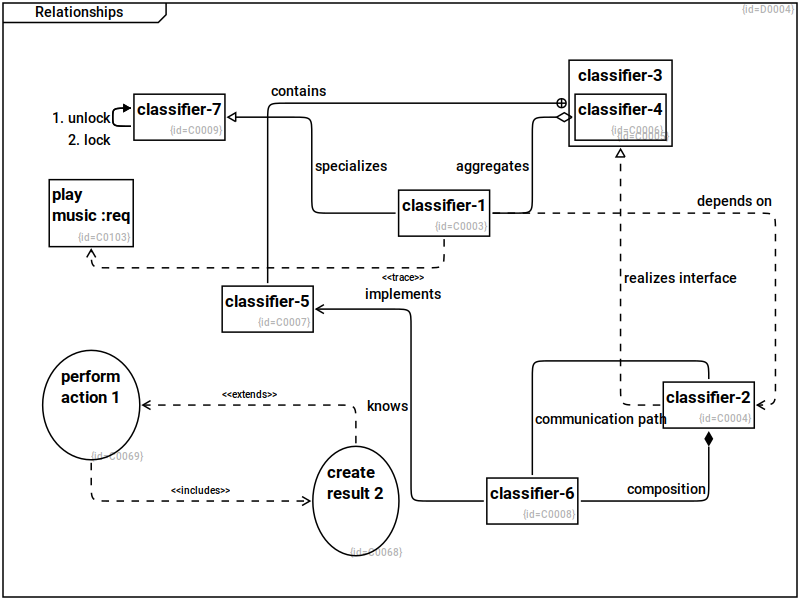 Relationships
{id=D0004}
contains
classifier-3
classifier-7
{id=C0009}
1. unlock
2. lock
classifier-4
{id=C0006}
{id=C0005}
specializes
aggregates
play
music :req
{id=C0103}
classifier-1
{id=C0003}
depends on
<<trace>>
implements
realizes interface
classifier-5
{id=C0007}
perform
action 1
{id=C0069}
<<extends>>
knows
classifier-2
{id=C0004}
communication path
create
result 2
{id=C0068}
<<includes>>
classifier-6
{id=C0008}
composition